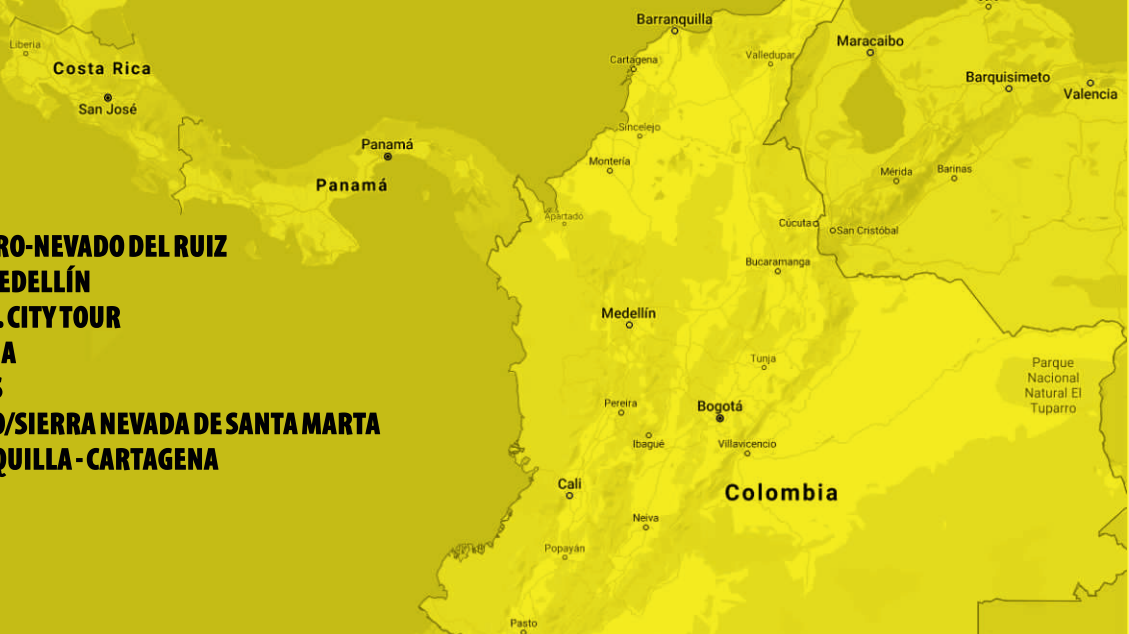 Barranquilla
Liberia
Maracaibo
Cartagena
Valledupar
Costa Rica
Barquisimeto
Valencia
San José
Sincelejo
Panamá
Montería
Mérida
Barinas
Panamá
Apartadó
Cúcuta
San Cristóbal
RO-NEVADO DEL RUIZ
Bucaramanga
EDELLÍN
. CITY TOUR
Medellín
A
Tunja
Parque
Nacional
Natural El
Tuparro
S
Pereira
Bogotá
O/SIERRA NEVADA DE SANTA MARTA
Ibagué
Villavicencio
QUILLA - CARTAGENA
Cali
Colombia
Neiva
Popayán
Pasto